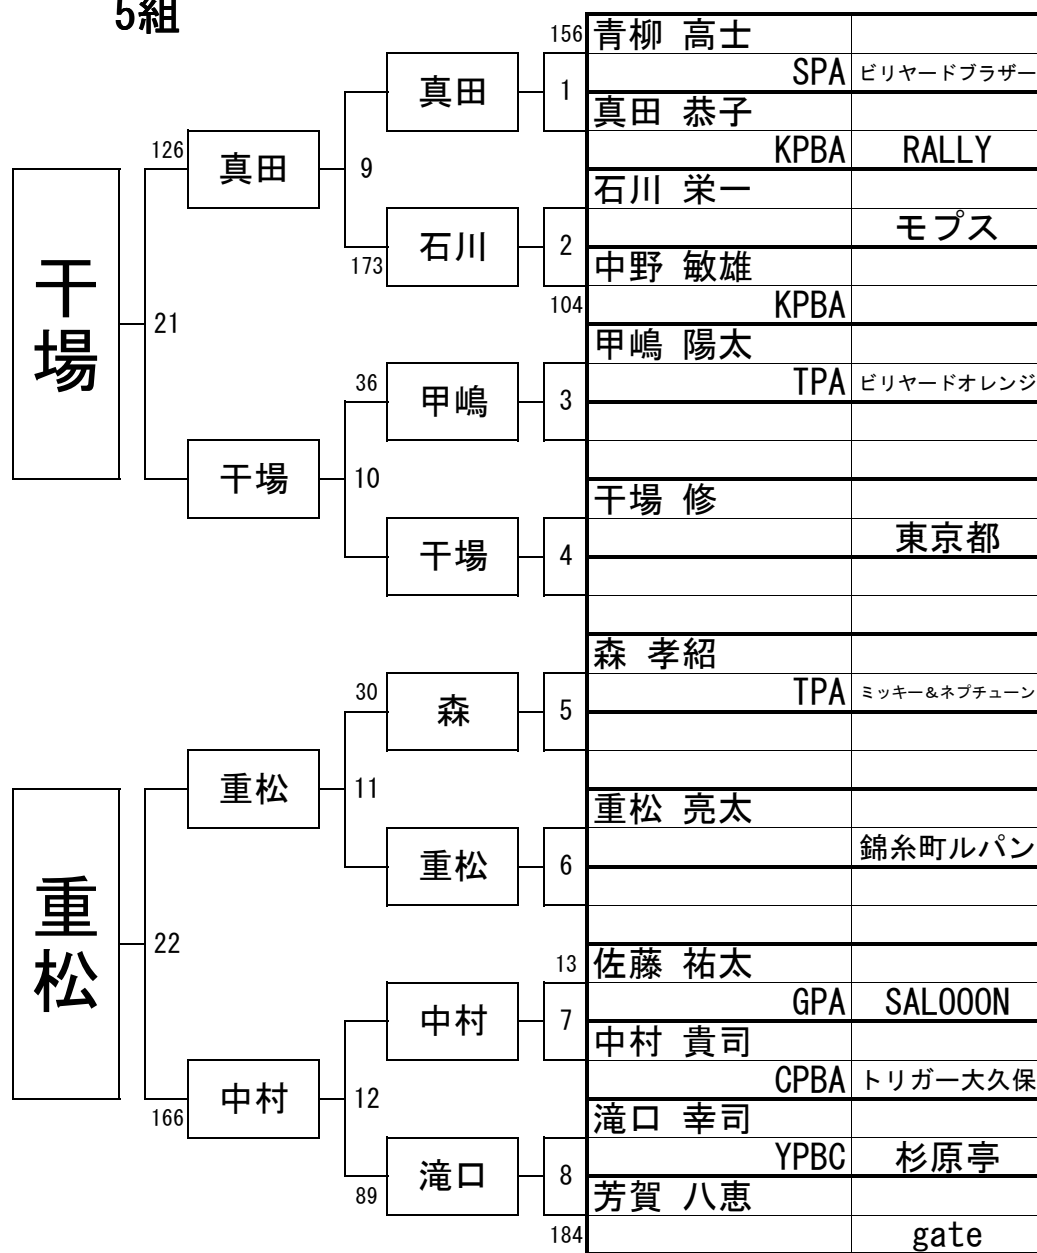 5組
156 青柳 高士
真田 1 SPA ビリヤードブラザー
真田 恭子
126 真田 9 KPBA RALLY
石川 栄一
石川 2 モプス
173 中野 敏雄
104 KPBA
干場 21
甲嶋 陽太
36 甲嶋 3 TPA ビリヤードオレンジ
干場 10
干場 修
干場 4 東京都
森 孝紹
30 森 5 TPA ミッキー&ネプチューン
重松 11
重松 亮太
重松 6 錦糸町ルパン
重松 22
13 佐藤 祐太
中村 7 GPA SALOOON
中村 貴司
166 中村 12 CPBA トリガー大久保
滝口 幸司
滝口 8 YPBC 杉原亭
89 芳賀 八恵
184 gate